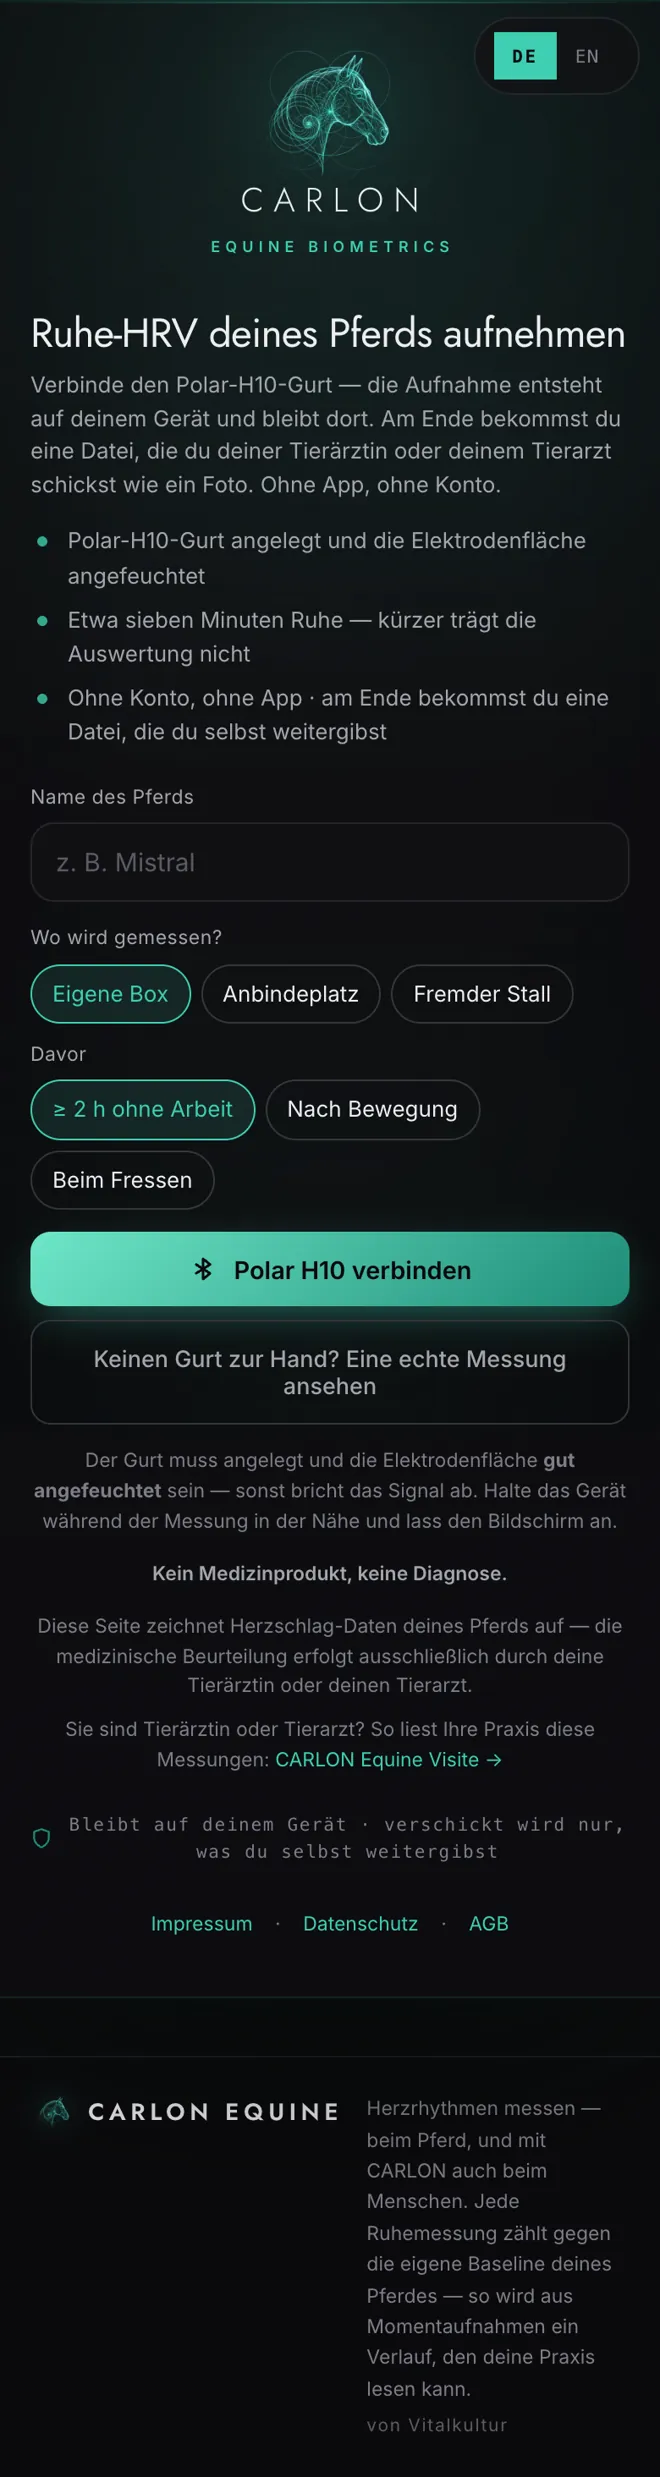 DE EN
CARLON
EQUINE BIOMETRICS
Ruhe-HRV deines Pferds aufnehmen
Verbinde den Polar-H10-Gurt — die Aufnahme entsteht
auf deinem Gerät und bleibt dort. Am Ende bekommst du
eine Datei, die du deiner Tierärztin oder deinem Tierarzt
schickst wie ein Foto. Ohne App, ohne Konto.
Polar-H10-Gurt angelegt und die Elektrodenfläche
angefeuchtet
Etwa sieben Minuten Ruhe — kürzer trägt die
Auswertung nicht
Ohne Konto, ohne App · am Ende bekommst du eine
Datei, die du selbst weitergibst
Name des Pferds
z. B. Mistral
Wo wird gemessen?
Eigene Box Anbindeplatz Fremder Stall
Davor
≥ 2 h ohne Arbeit Nach Bewegung
Beim Fressen
Polar H10 verbinden
Keinen Gurt zur Hand? Eine echte Messung
ansehen
Der Gurt muss angelegt und die Elektrodenfläche gut
angefeuchtet sein — sonst bricht das Signal ab. Halte das Gerät
während der Messung in der Nähe und lass den Bildschirm an.
Kein Medizinprodukt, keine Diagnose.
Diese Seite zeichnet Herzschlag-Daten deines Pferds auf — die
medizinische Beurteilung erfolgt ausschließlich durch deine
Tierärztin oder deinen Tierarzt.
Sie sind Tierärztin oder Tierarzt? So liest Ihre Praxis diese
Messungen: CARLON Equine Visite →
Bleibt auf deinem Gerät · verschickt wird nur,
was du selbst weitergibst
Impressum · Datenschutz · AGB
CARLON EQUINE
Herzrhythmen messen —
beim Pferd, und mit
CARLON auch beim
Menschen. Jede
Ruhemessung zählt gegen
die eigene Baseline deines
Pferdes — so wird aus
Momentaufnahmen ein
Verlauf, den deine Praxis
lesen kann.
von Vitalkultur